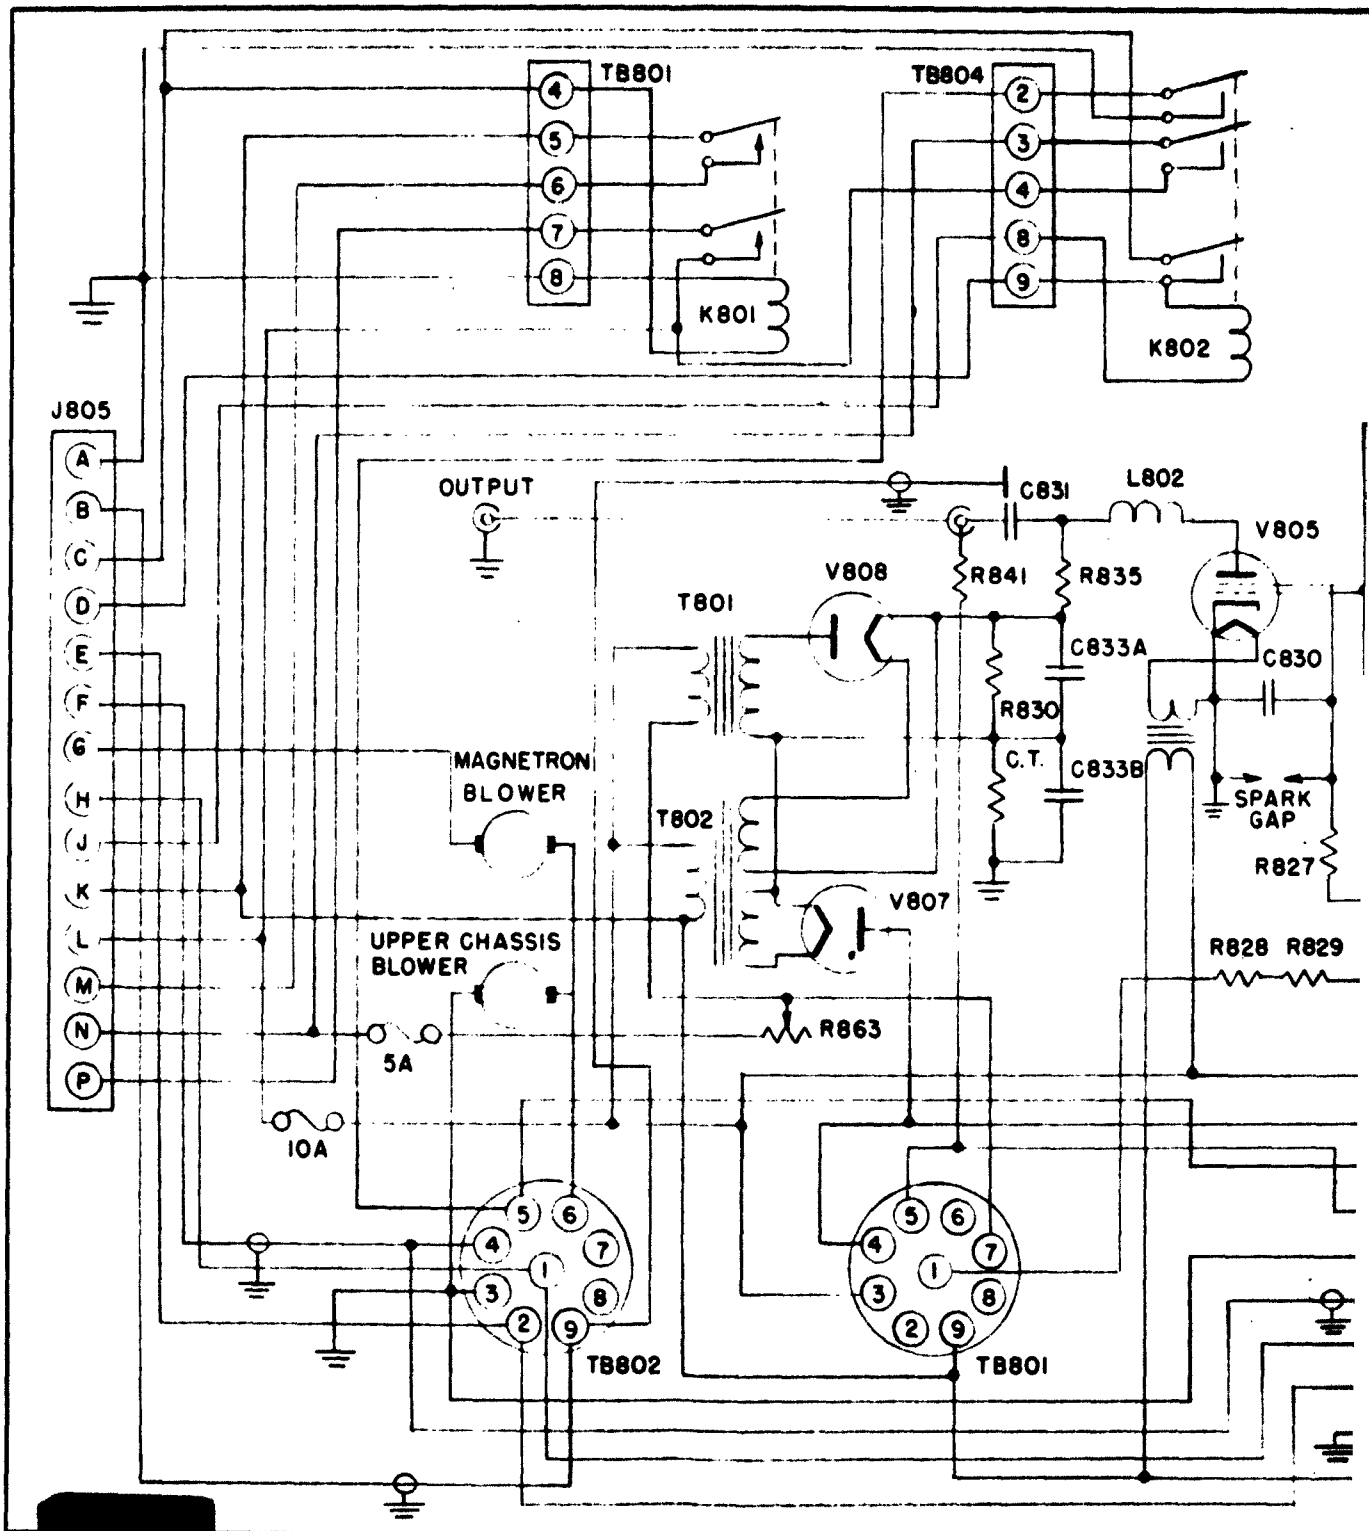 TB801
4
5
6
7
8
K801
TB804
2
3
4
8
9
K802
J805
A
B
C
D
E
F
G
H
J
K
L
M
N
P
OUTPUT
C831
L802
V805
R841
R835
V808
T801
C833A
C830
R830
C.T.
C833B
MAGNETRON
BLOWER
T802
SPARK
GAP
R827
V807
UPPER CHASSIS
BLOWER
R828
R829
R863
5A
10A
5
6
4
7
1
3
8
2
9
TB802
5
6
4
7
1
3
8
2
9
TB801